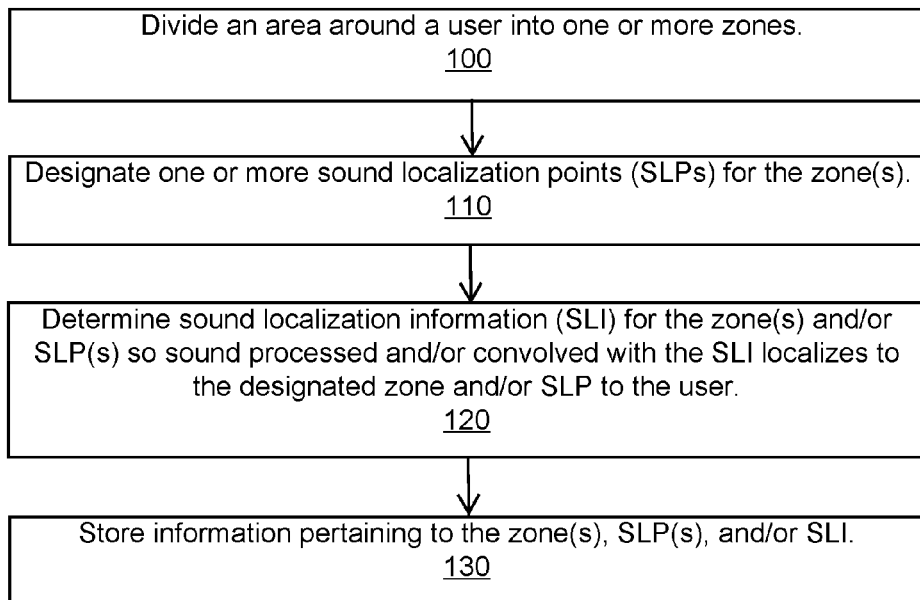 Divide an area around a user into one or more zones.
100
Designate one or more sound localization points (SLPs) for the zone(s).
110
Determine sound localization information (SLI) for the zone(s) and/or
SLP(s) so sound processed and/or convolved with the SLI localizes to
the designated zone and/or SLP to the user.
120
Store information pertaining to the zone(s), SLP(s), and/or SLI.
130